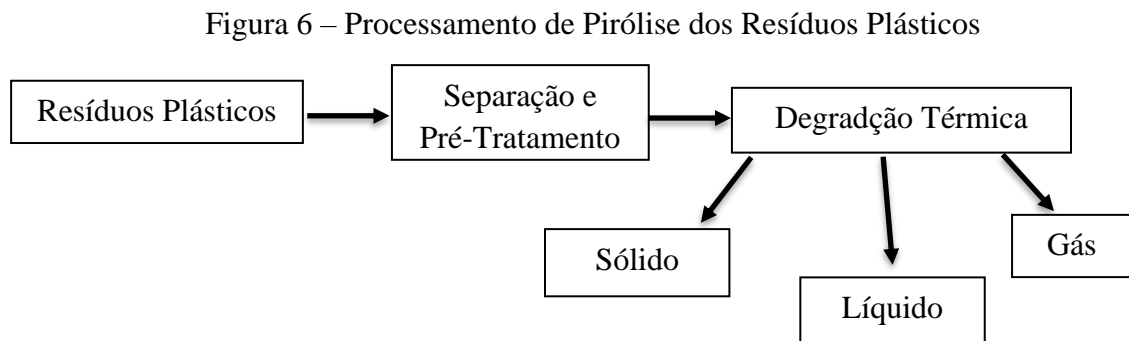 Figura 6 – Processamento de Pirólise dos Resíduos Plásticos
Resíduos Plásticos
Separação e
Pré-Tratamento
Degradção Térmica
Sólido
Líquido
Gás